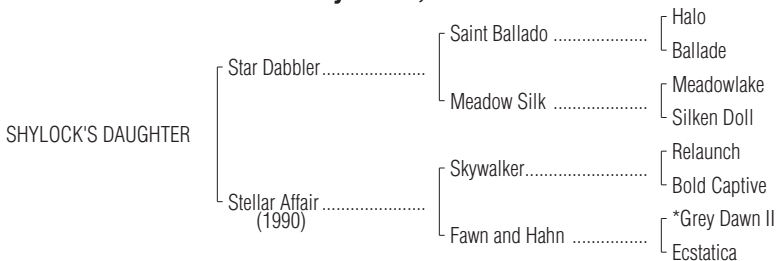 Halo
Saint Ballado ....................
Ballade
Star Dabbler......................
Meadowlake
Meadow Silk ....................
Silken Doll
SHYLOCK'S DAUGHTER
Relaunch
Skywalker..........................
Bold Captive
Stellar Affair......................
(1990)
*Grey Dawn II
Fawn and Hahn ................
Ecstatica